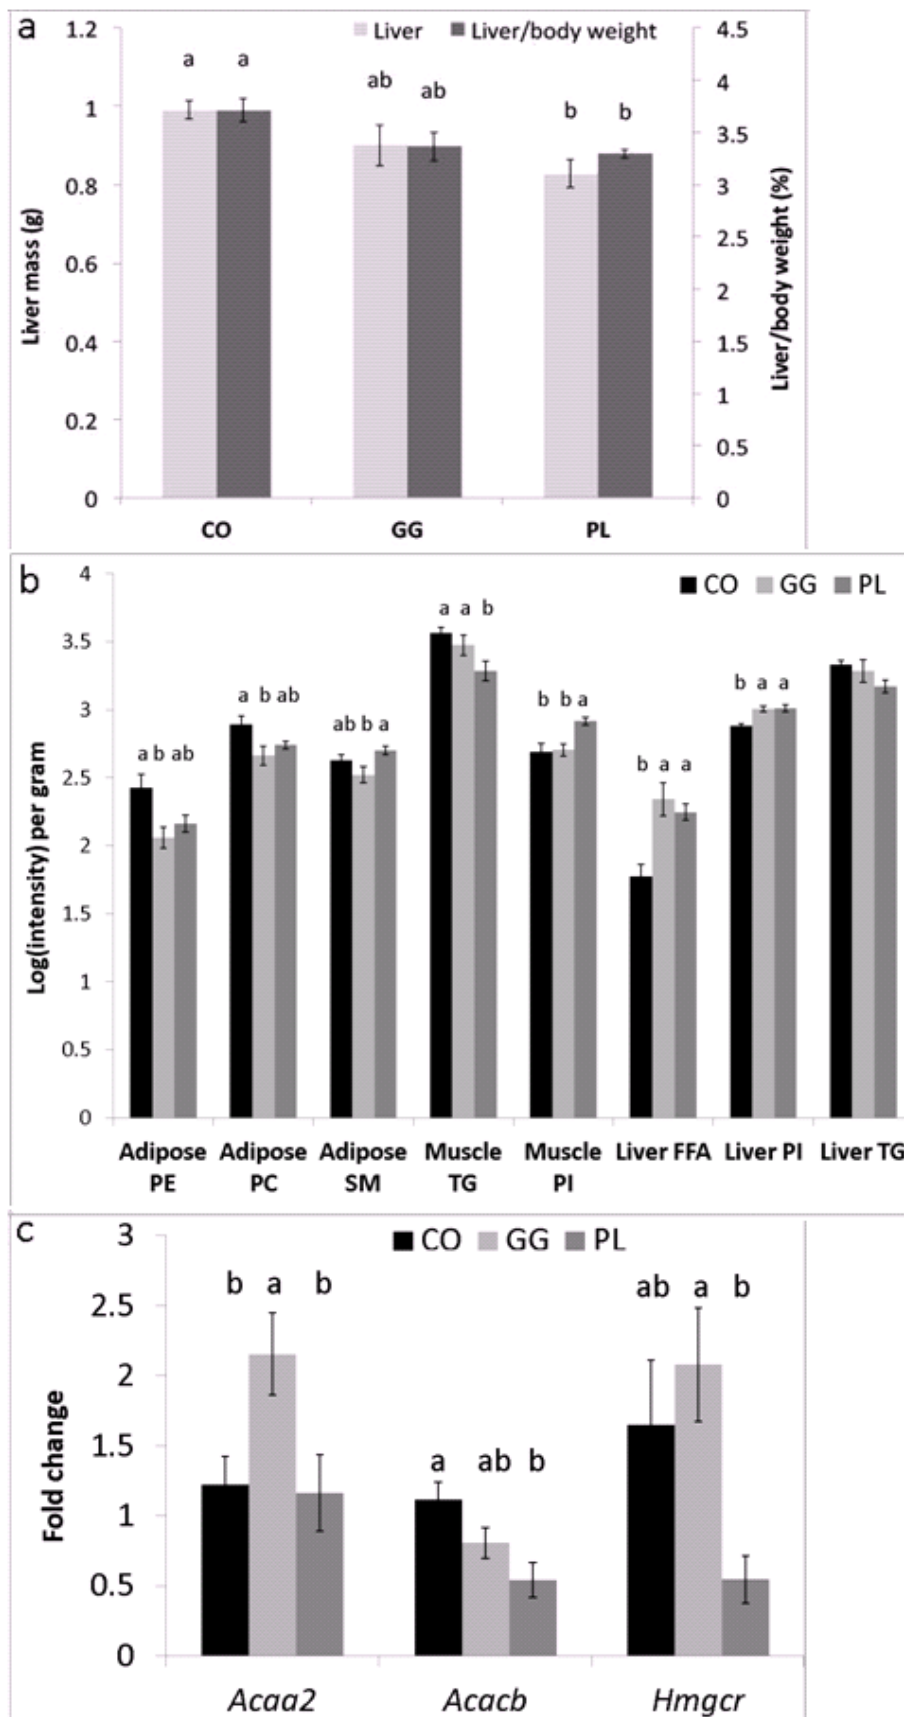 a
Liver Liver/body weight
1.2
1
0.8
0.6
0.4
0.2
0
4.5
4
3.5
3
2.5
2
1.5
1
0.5
0
Liver mass (g)
Liver/body weight (%)
a a ab ab b b
CO GG PL
b
CO GG PL
4
3.5
3
2.5
2
1.5
1
0.5
0
Log(intensity) per gram
a b ab
a b ab
ab b a
a a b
b b a
b a a
b a a
Adipose PE
Adipose PC
Adipose SM
Muscle TG
Muscle PI
Liver FFA
Liver PI
Liver TG
c
CO GG PL
3
2.5
2
1.5
1
0.5
0
Fold change
b a b
a ab b
ab a b
Acaa2 Acacb Hmgcr